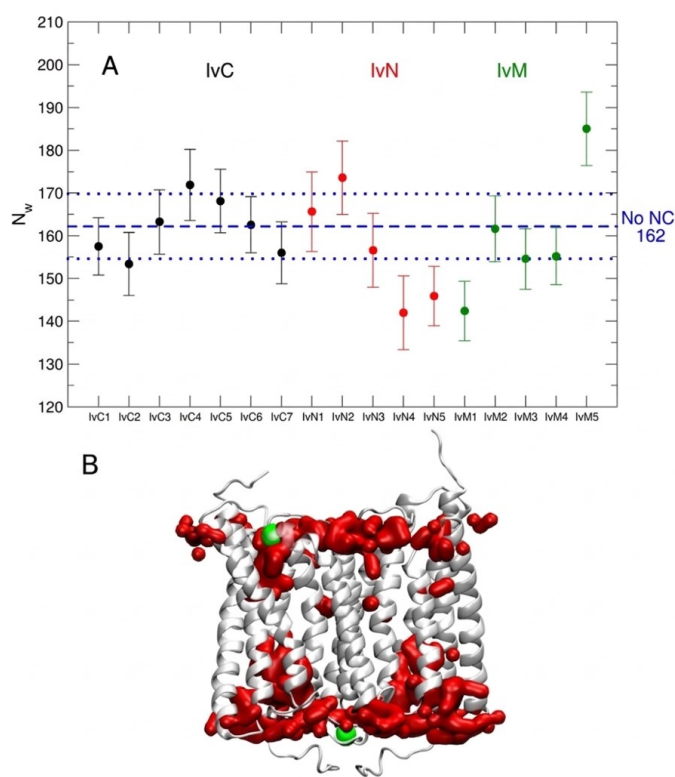 210
200
190
180
170
160
150
140
130
120
N_w
A
IvC
IvN
IvM
No NC
162
IvC1 IvC2 IvC3 IvC4 IvC5 IvC6 IvC7 IvN1 IvN2 IvN3 IvN4 IvN5 IvM1 IvM2 IvM3 IvM4 IvM5
B